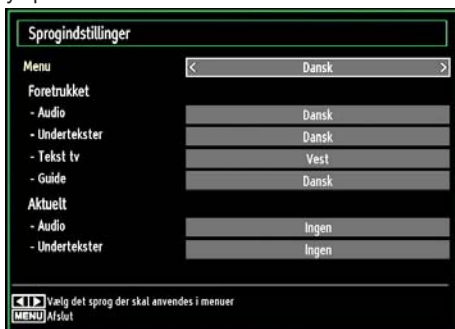 Sprogindstillinger
Menu < Dansk >
Foretrukket
- Audio Dansk
- Undertekster Dansk
- Tekst tv Vest
- Guide Dansk
Aktuelt
- Audio Ingen
- Undertekster Ingen
Vælg det sprog der skal anvendes i menuer
MENU Afslut